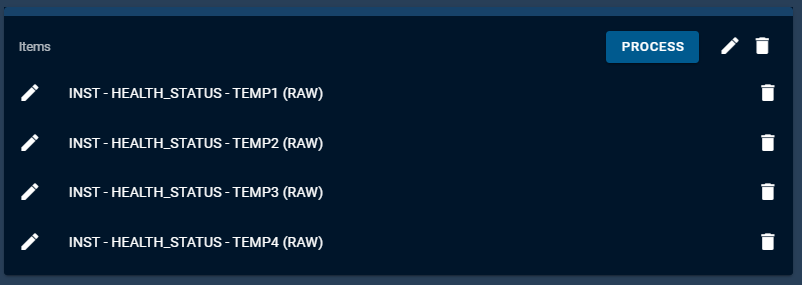 Items
PROCESS
INST - HEALTH_STATUS - TEMP1 (RAW)
INST - HEALTH_STATUS - TEMP2 (RAW)
INST - HEALTH_STATUS - TEMP3 (RAW)
INST - HEALTH_STATUS - TEMP4 (RAW)